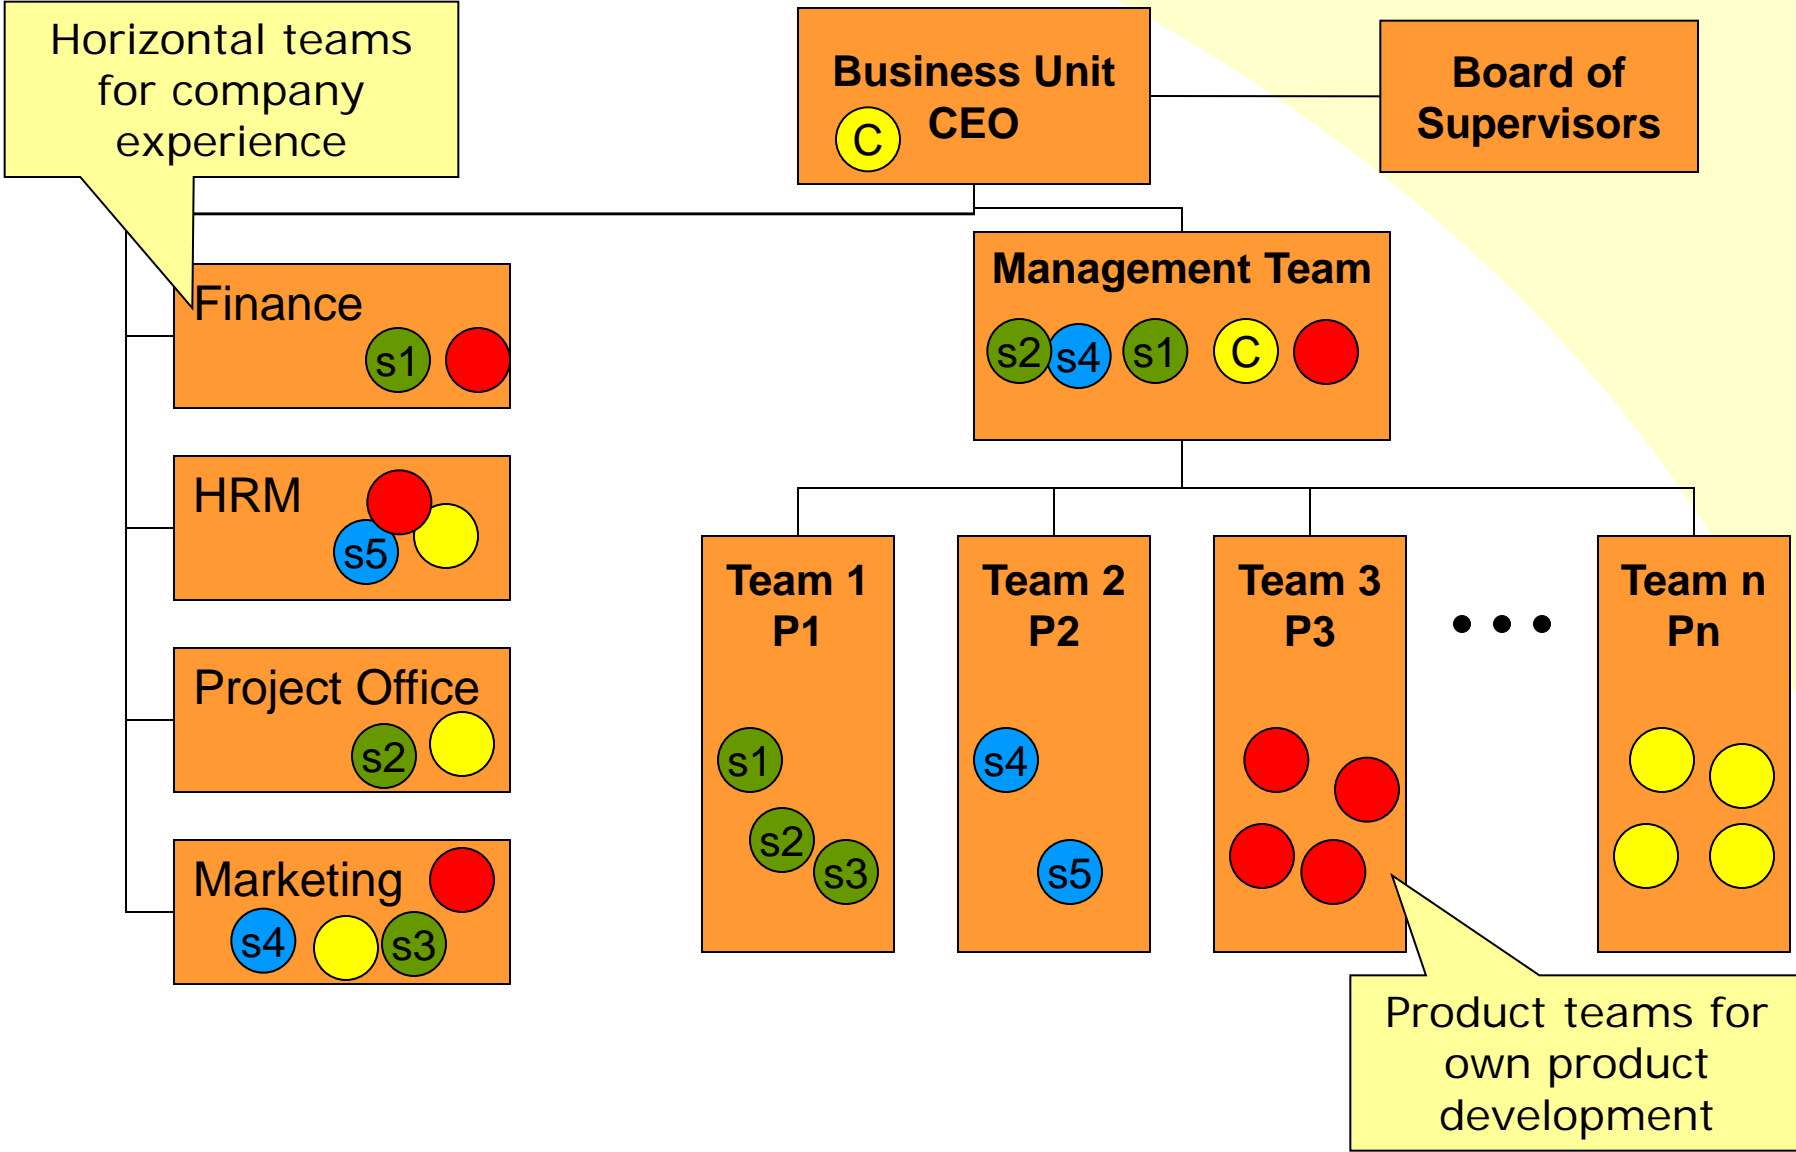 Horizontal teams
for company
experience
Business Unit
CEO
C
Board of
Supervisors
Finance
s1
Management Team
s2
s4
s1
C
HRM
s5
Project Office
s2
Marketing
s4
s3
Team 1
P1
s1
s2
s3
Team 2
P2
s4
s5
Team 3
P3
•••
Team n
Pn
Product teams for
own product
development